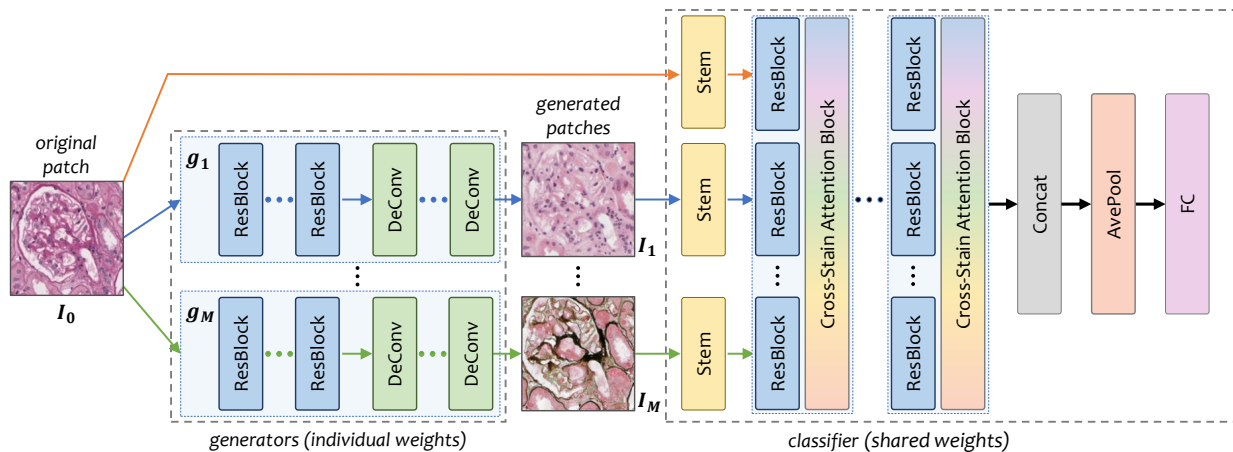 original
patch
I₀
g₁
ResBlock
ResBlock
DeConv
DeConv
g_M
ResBlock
ResBlock
DeConv
DeConv
generators (individual weights)
generated
patches
I₁
I_M
Stem
Stem
Stem
ResBlock
ResBlock
ResBlock
Cross-Stain Attention Block
ResBlock
ResBlock
ResBlock
Cross-Stain Attention Block
Concat
AvePool
FC
classifier (shared weights)